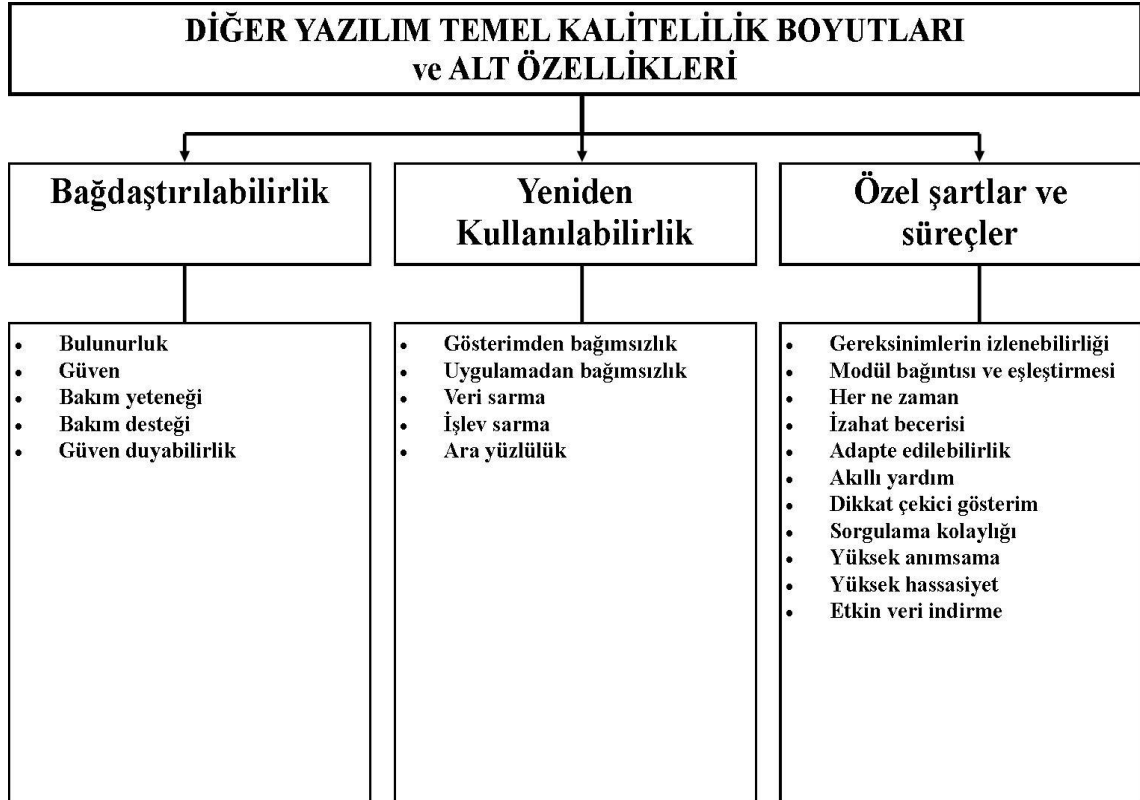 DİĞER YAZILIM TEMEL KALİTELİLİK BOYUTLARI
ve ALT ÖZELLİKLERİ
Bağdaştırılabilirlik
Yeniden
Kullanılabilirlik
Özel şartlar ve
süreçler
• Bulunurluk
• Güven
• Bakım yeteneği
• Bakım desteği
• Güven duyabilirlik
• Gösterimden bağımsızlık
• Uygulamadan bağımsızlık
• Veri sarma
• İşlev sarma
• Ara yüzlülük
• Gereksinimlerin izlenebilirliği
• Modül bağıntısı ve eşleştirmesi
• Her ne zaman
• İzahat becerisi
• Adapte edilebilirlik
• Akıllı yardım
• Dikkat çekici gösterim
• Sorgulama kolaylığı
• Yüksek anımsama
• Yüksek hassasiyet
• Etkin veri indirme